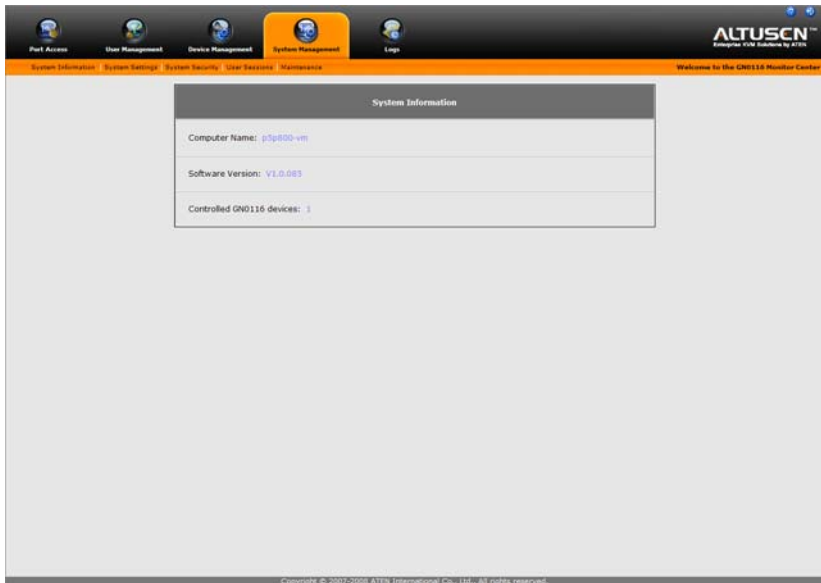 Port Access
User Management
Device Management
System Management
Logs
ALTUSCN™
Enterprise KVM Solutions by ATEN
System Information
System Settings
System Security
User Sessions
Maintenance
Welcome to the GN0116 Monitor Center
System Information
Computer Name: p5p800-vm
Software Version: V1.0.083
Controlled GN0116 devices: 1
Copyright © 2007-2008 ATEN International Co., Ltd. All rights reserved.